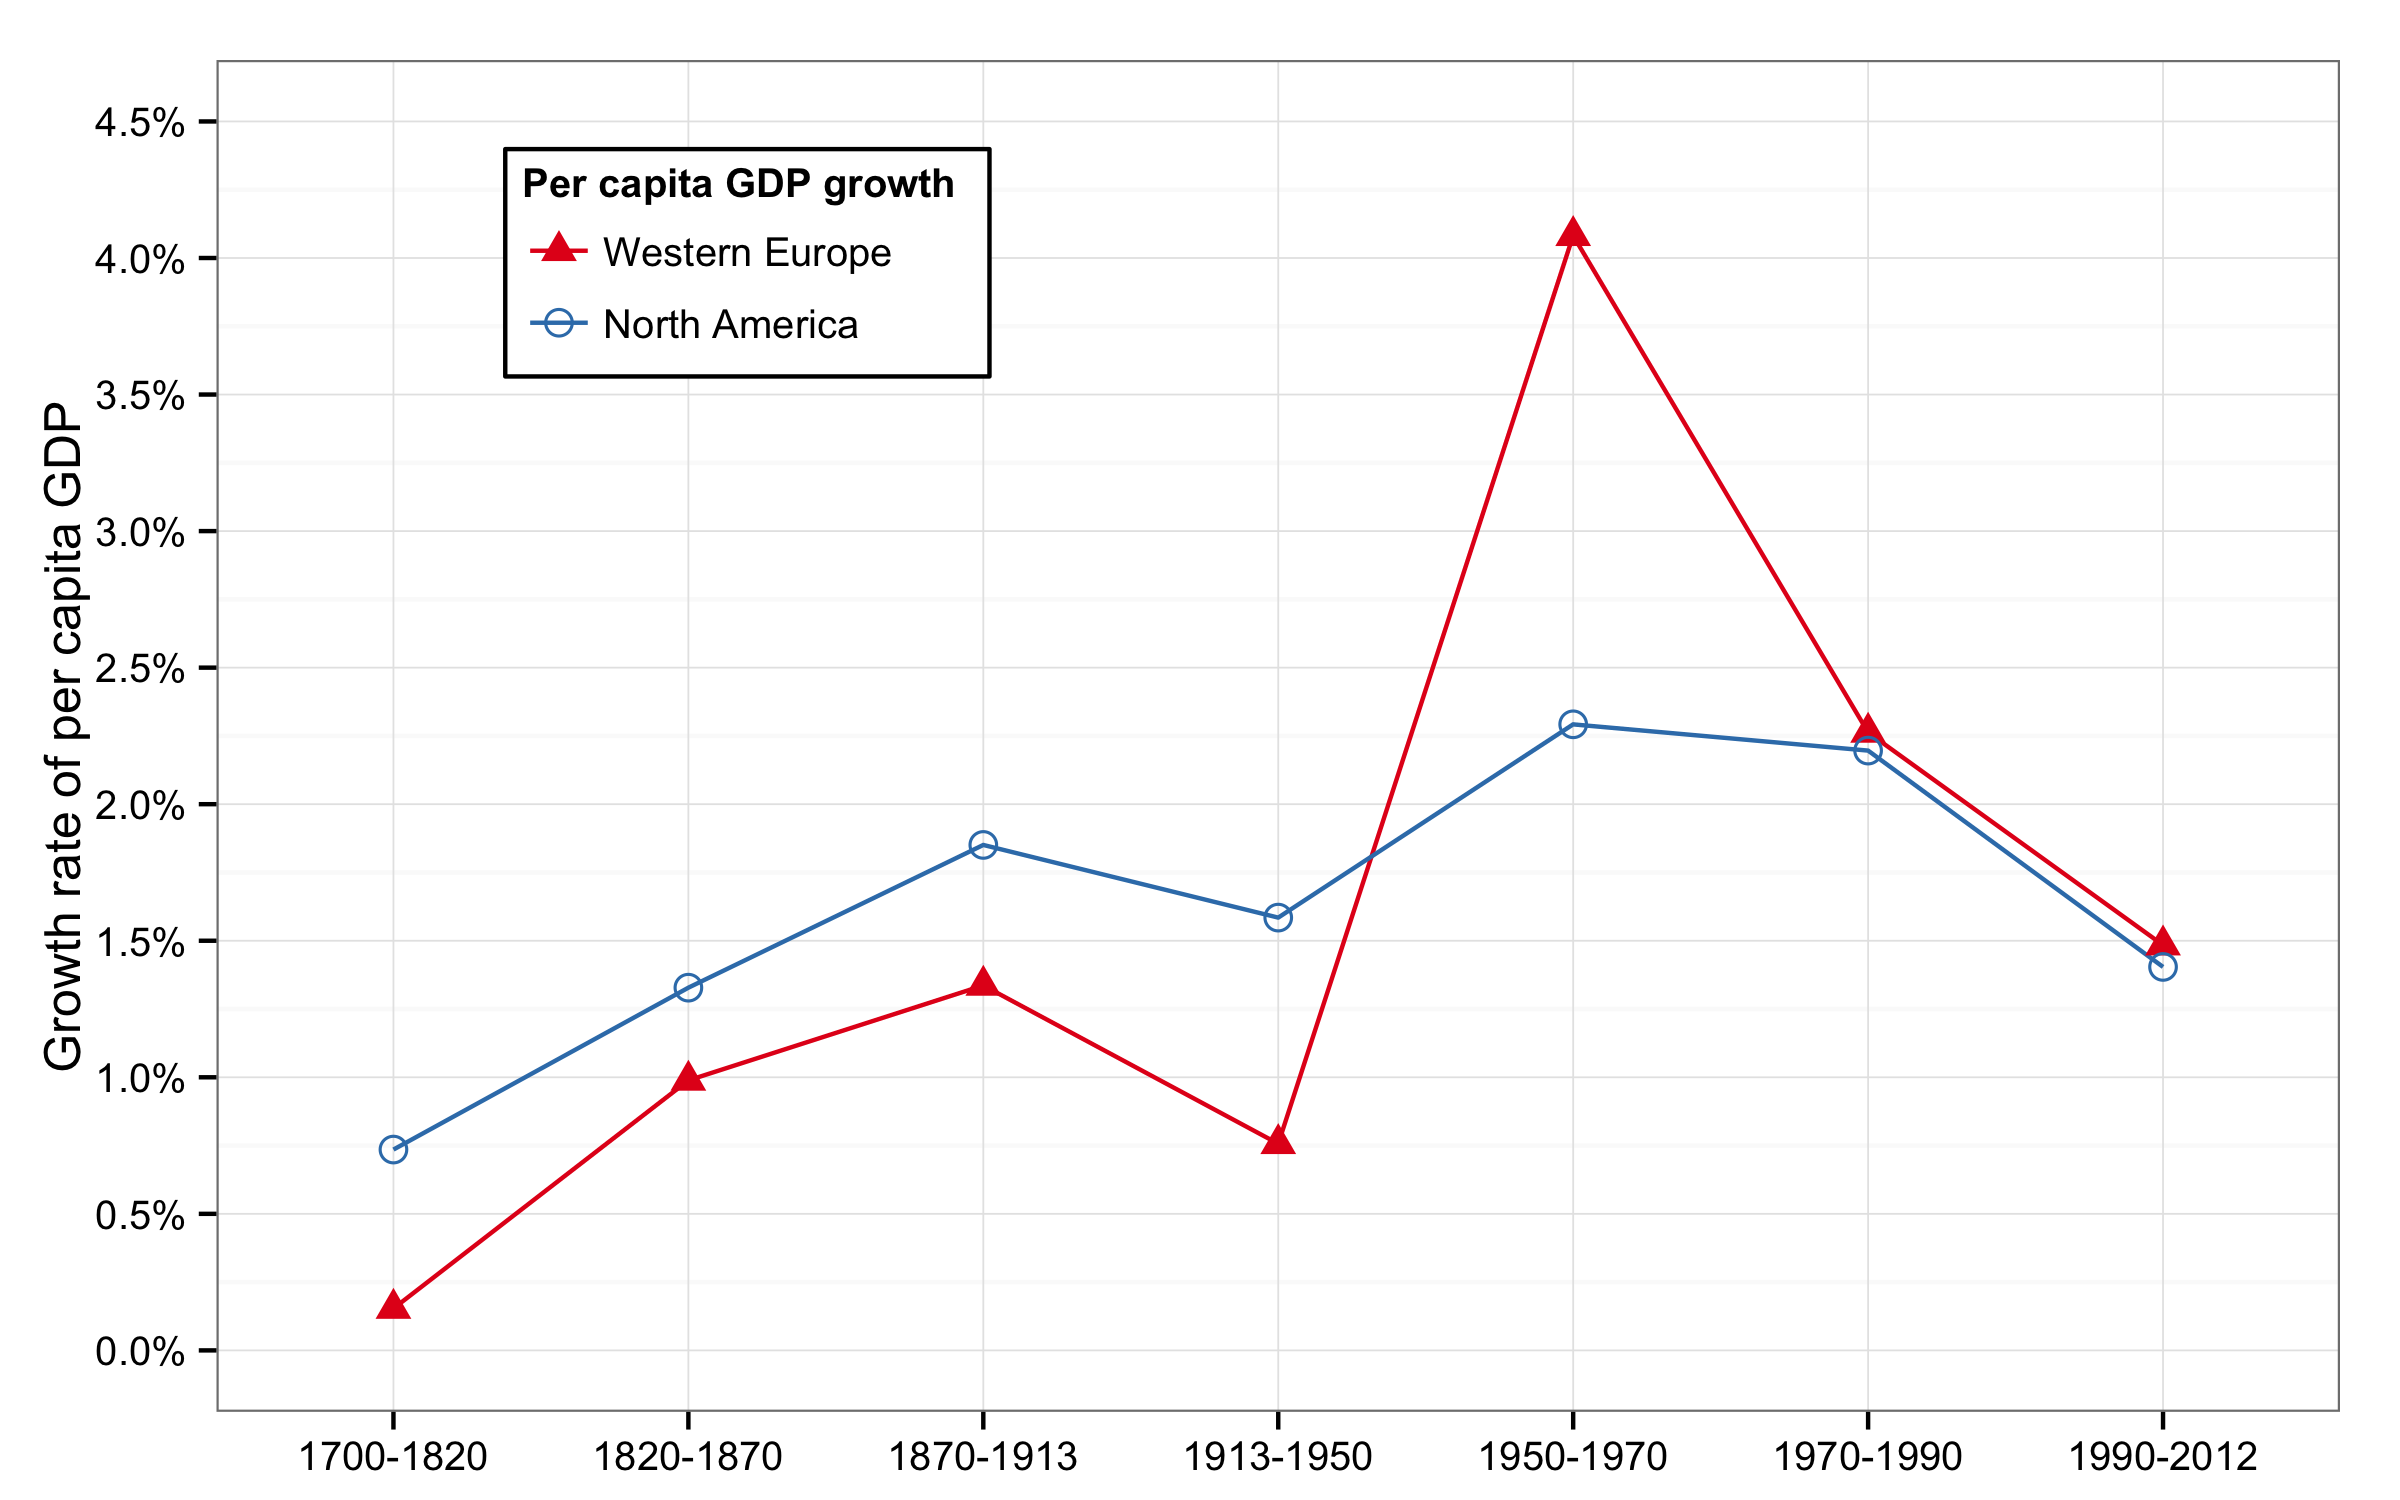 4.5%
4.0%
3.5%
3.0%
2.5%
2.0%
1.5%
1.0%
0.5%
0.0%
Growth rate of per capita GDP
Per capita GDP growth
Western Europe
North America
1700-1820 1820-1870 1870-1913 1913-1950 1950-1970 1970-1990 1990-2012